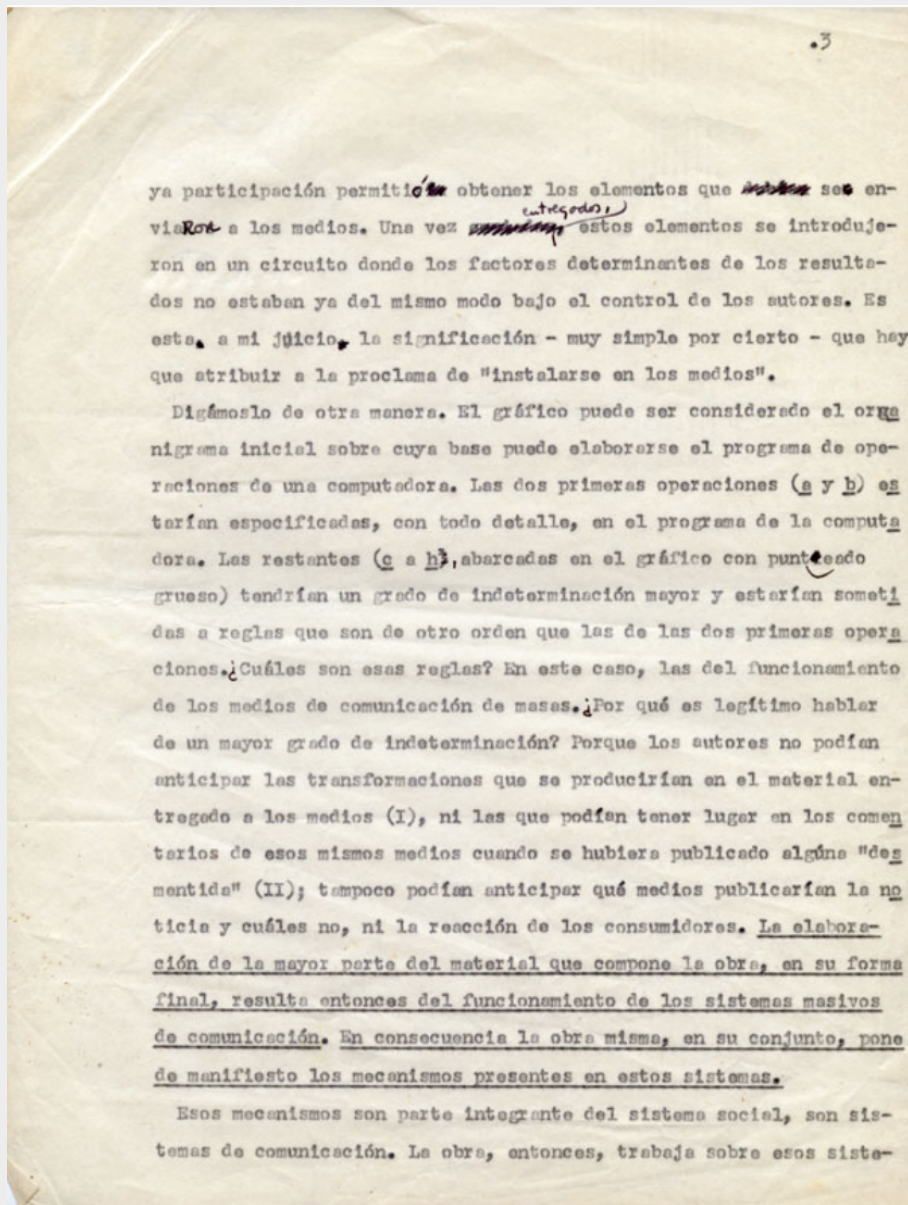 .3
ya participación permitió obtener los elementos que se en-
viaRon a los medios. Una vez entregados, estos elementos se introduje-
ron en un circuito donde los factores determinantes de los resulta-
dos no estaban ya del mismo modo bajo el control de los autores. Es
esta, a mi juicio, la significación - muy simple por cierto - que hay
que atribuir a la proclama de "instalarse en los medios".
Digámoslo de otra manera. El gráfico puede ser considerado el orga
nigrama inicial sobre cuya base puede elaborarse el programa de ope-
raciones de una computadora. Las dos primeras operaciones (a y b) es
tarían especificadas, con todo detalle, en el programa de la computa
dora. Las restantes (c a h, abarcadas en el gráfico con punteado
grueso) tendrían un grado de indeterminación mayor y estarían someti
das a reglas que son de otro orden que las de las dos primeras opera
ciones. ¿Cuáles son esas reglas? En este caso, las del funcionamiento
de los medios de comunicación de masas. ¿Por qué es legítimo hablar
de un mayor grado de indeterminación? Porque los autores no podían
anticipar las transformaciones que se producirían en el material en-
tregado a los medios (I), ni las que podían tener lugar en los comen
tarios de esos mismos medios cuando se hubiera publicado algúna "des
mentida" (II); tampoco podían anticipar qué medios publicarían la no
ticia y cuáles no, ni la reacción de los consumidores. La elabora-
ción de la mayor parte del material que compone la obra, en su forma
final, resulta entonces del funcionamiento de los sistemas masivos
de comunicación. En consecuencia la obra misma, en su conjunto, pone
de manifiesto los mecanismos presentes en estos sistemas.
Esos mecanismos son parte integrante del sistema social, son sis-
temas de comunicación. La obra, entonces, trabaja sobre esos siste-